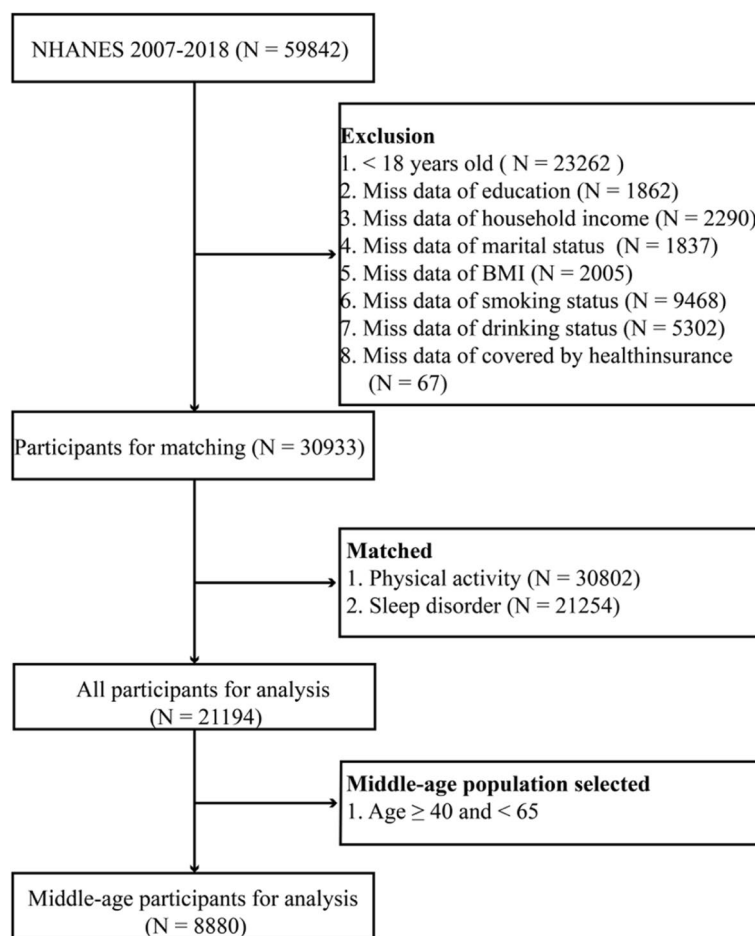 NHANES 2007-2018 (N = 59842)
Exclusion
1. < 18 years old ( N = 23262 )
2. Miss data of education (N = 1862)
3. Miss data of household income (N = 2290)
4. Miss data of marital status  (N = 1837)
5. Miss data of BMI (N = 2005)
6. Miss data of smoking status (N = 9468)
7. Miss data of drinking status (N = 5302)
8. Miss data of covered by healthinsurance
(N = 67)
Participants for matching (N = 30933)
Matched
1. Physical activity (N = 30802)
2. Sleep disorder (N = 21254)
All participants for analysis
(N = 21194)
Middle-age population selected
1. Age ≥ 40 and < 65
Middle-age participants for analysis
(N = 8880)